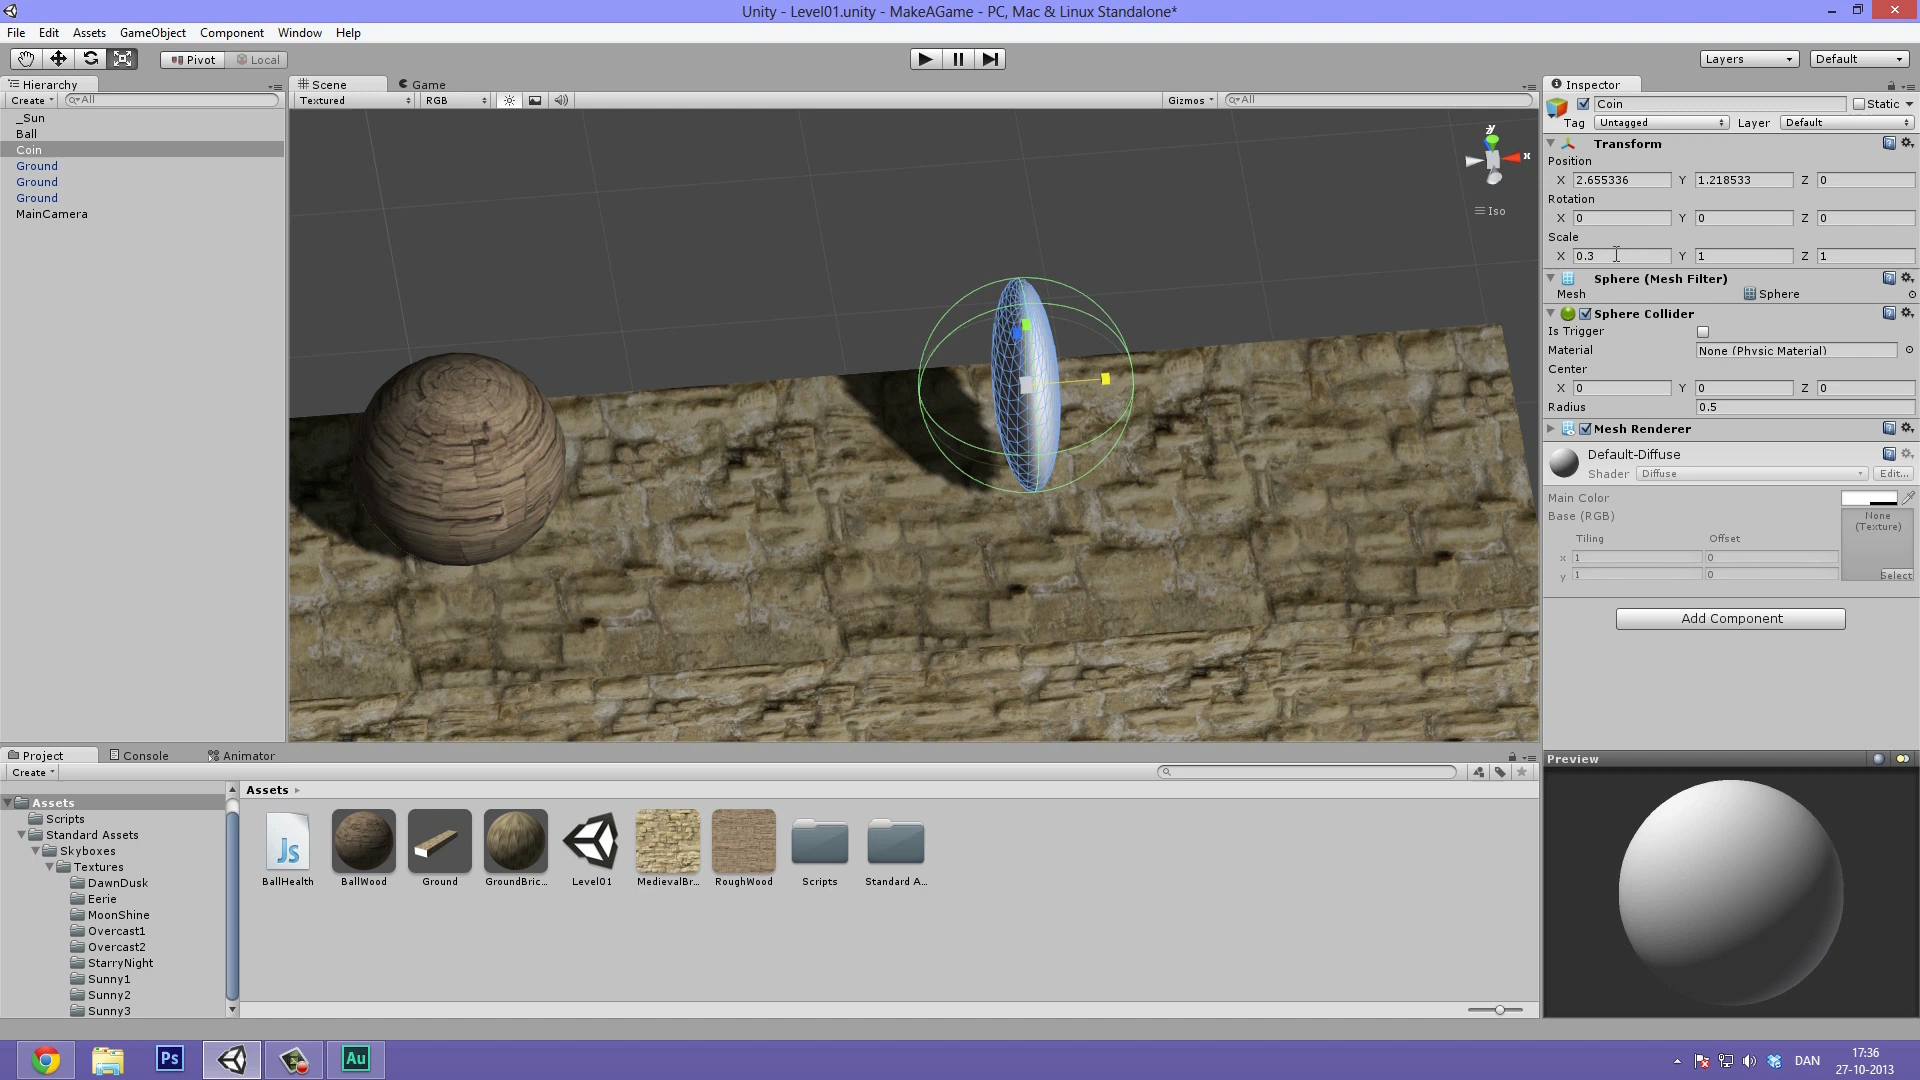 Unity - Level01.unity - MakeAGame - PC, Mac & Linux Standalone*
File Edit Assets GameObject Component Window Help
Pivot Local
Layers Default
Hierarchy
Create All
_Sun
Ball
Coin
Ground
Ground
Ground
MainCamera
Scene Game
Textured RGB Gizmos All
y
x
Iso
Inspector
Coin Static
Tag Untagged Layer Default
Transform
Position
X 2.655336 Y 1.218533 Z 0
Rotation
X 0 Y 0 Z 0
Scale
X 0.3 Y 1 Z 1
Sphere (Mesh Filter)
Mesh Sphere
Sphere Collider
Is Trigger
Material None (Physic Material)
Center
X 0 Y 0 Z 0
Radius 0.5
Mesh Renderer
Default-Diffuse
Shader Diffuse Edit...
Main Color
Base (RGB)
None
(Texture)
Tiling Offset
x 1 0
y 1 0
Select
Add Component
Preview
Project Console Animator
Create
Assets
Scripts
Standard Assets
Skyboxes
Textures
DawnDusk
Eerie
MoonShine
Overcast1
Overcast2
StarryNight
Sunny1
Sunny2
Sunny3
Assets
Js
BallHealth BallWood Ground GroundBric... Level01 MedievalBr... RoughWood Scripts Standard A...
Ps
Au
DAN
17:36
27-10-2013